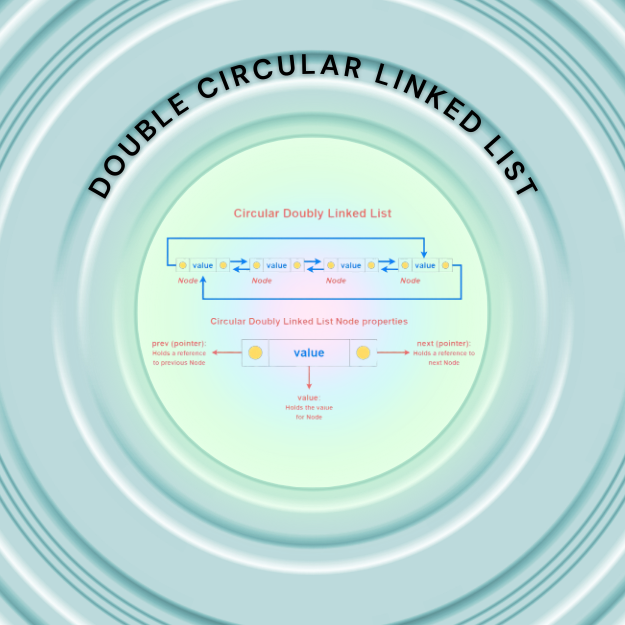 DOUBLE CIRCULAR LINKED LIST
Circular Doubly Linked List
value value value value
Node Node Node Node
Circular Doubly Linked List Node properties
prev (pointer):
Holds a reference
to previous Node
value
next (pointer):
Holds a reference to
next Node
value:
Holds the value
for Node